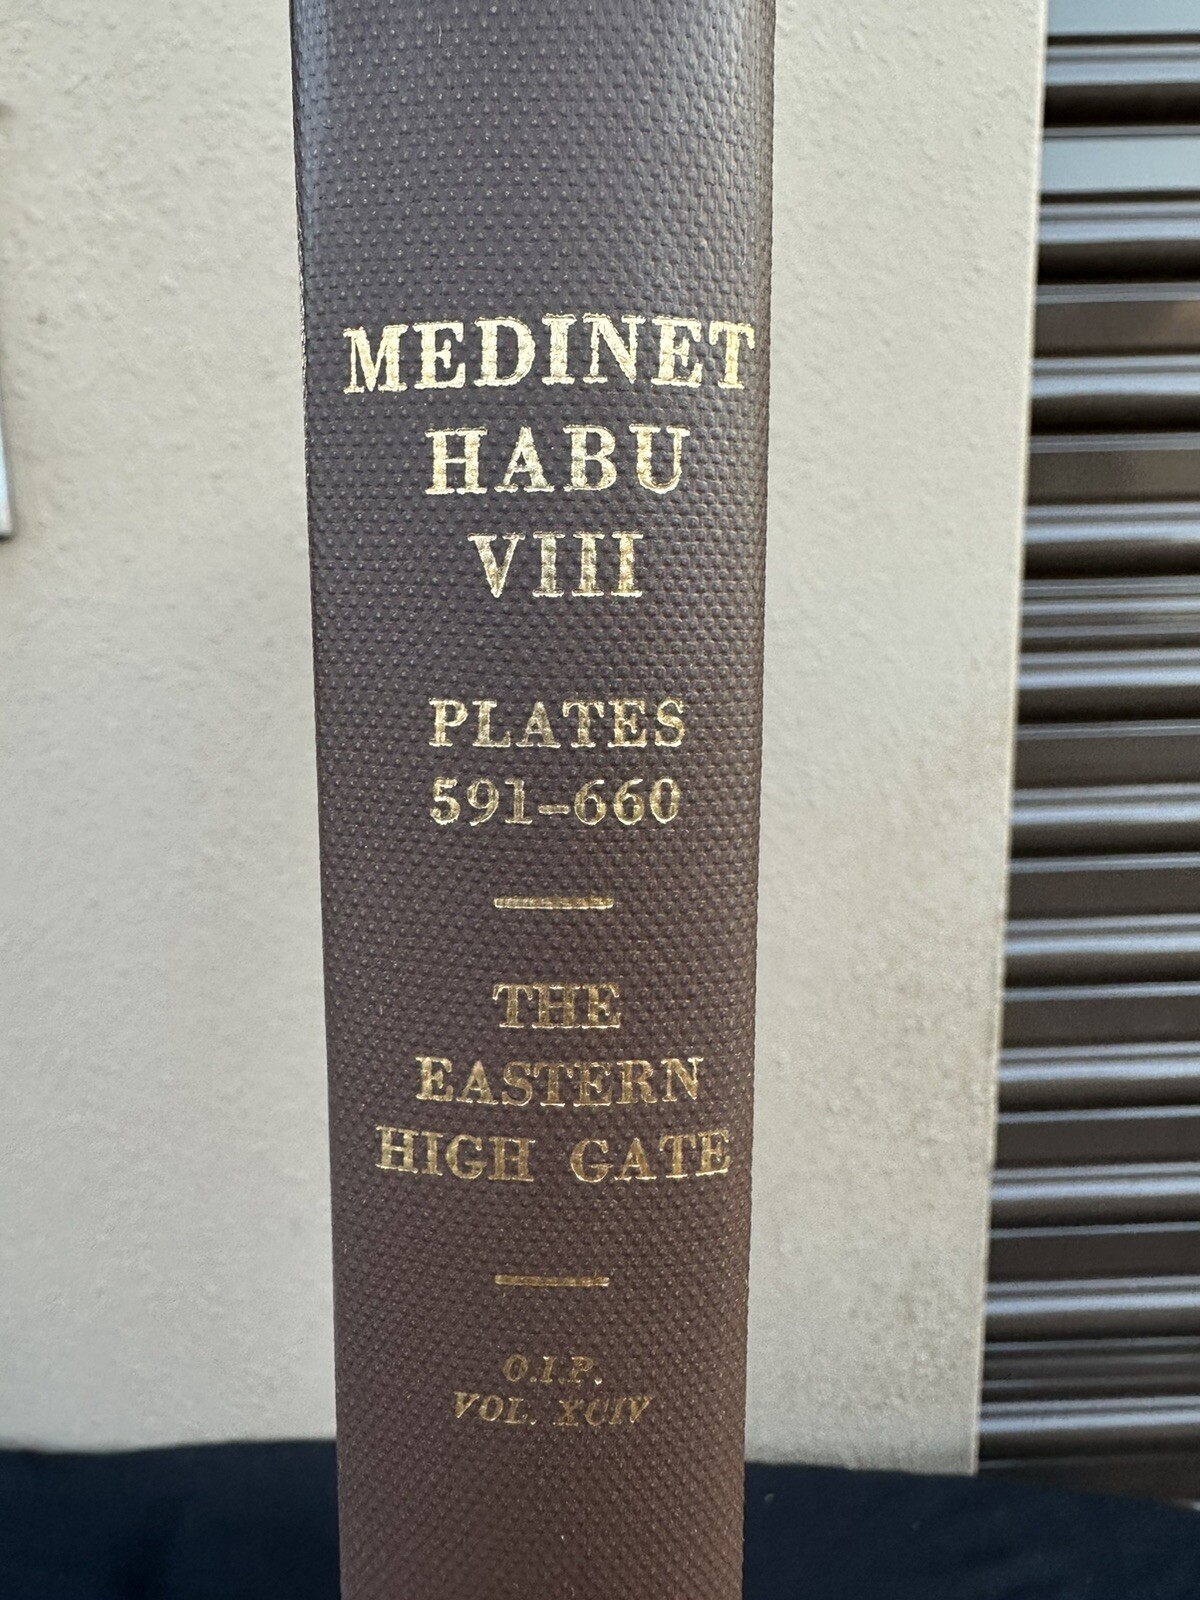 MEDINET
HABU
VIII
PLATES
591–660
THE
EASTERN
HIGH GATE
O.I.P.
VOL. XCIV